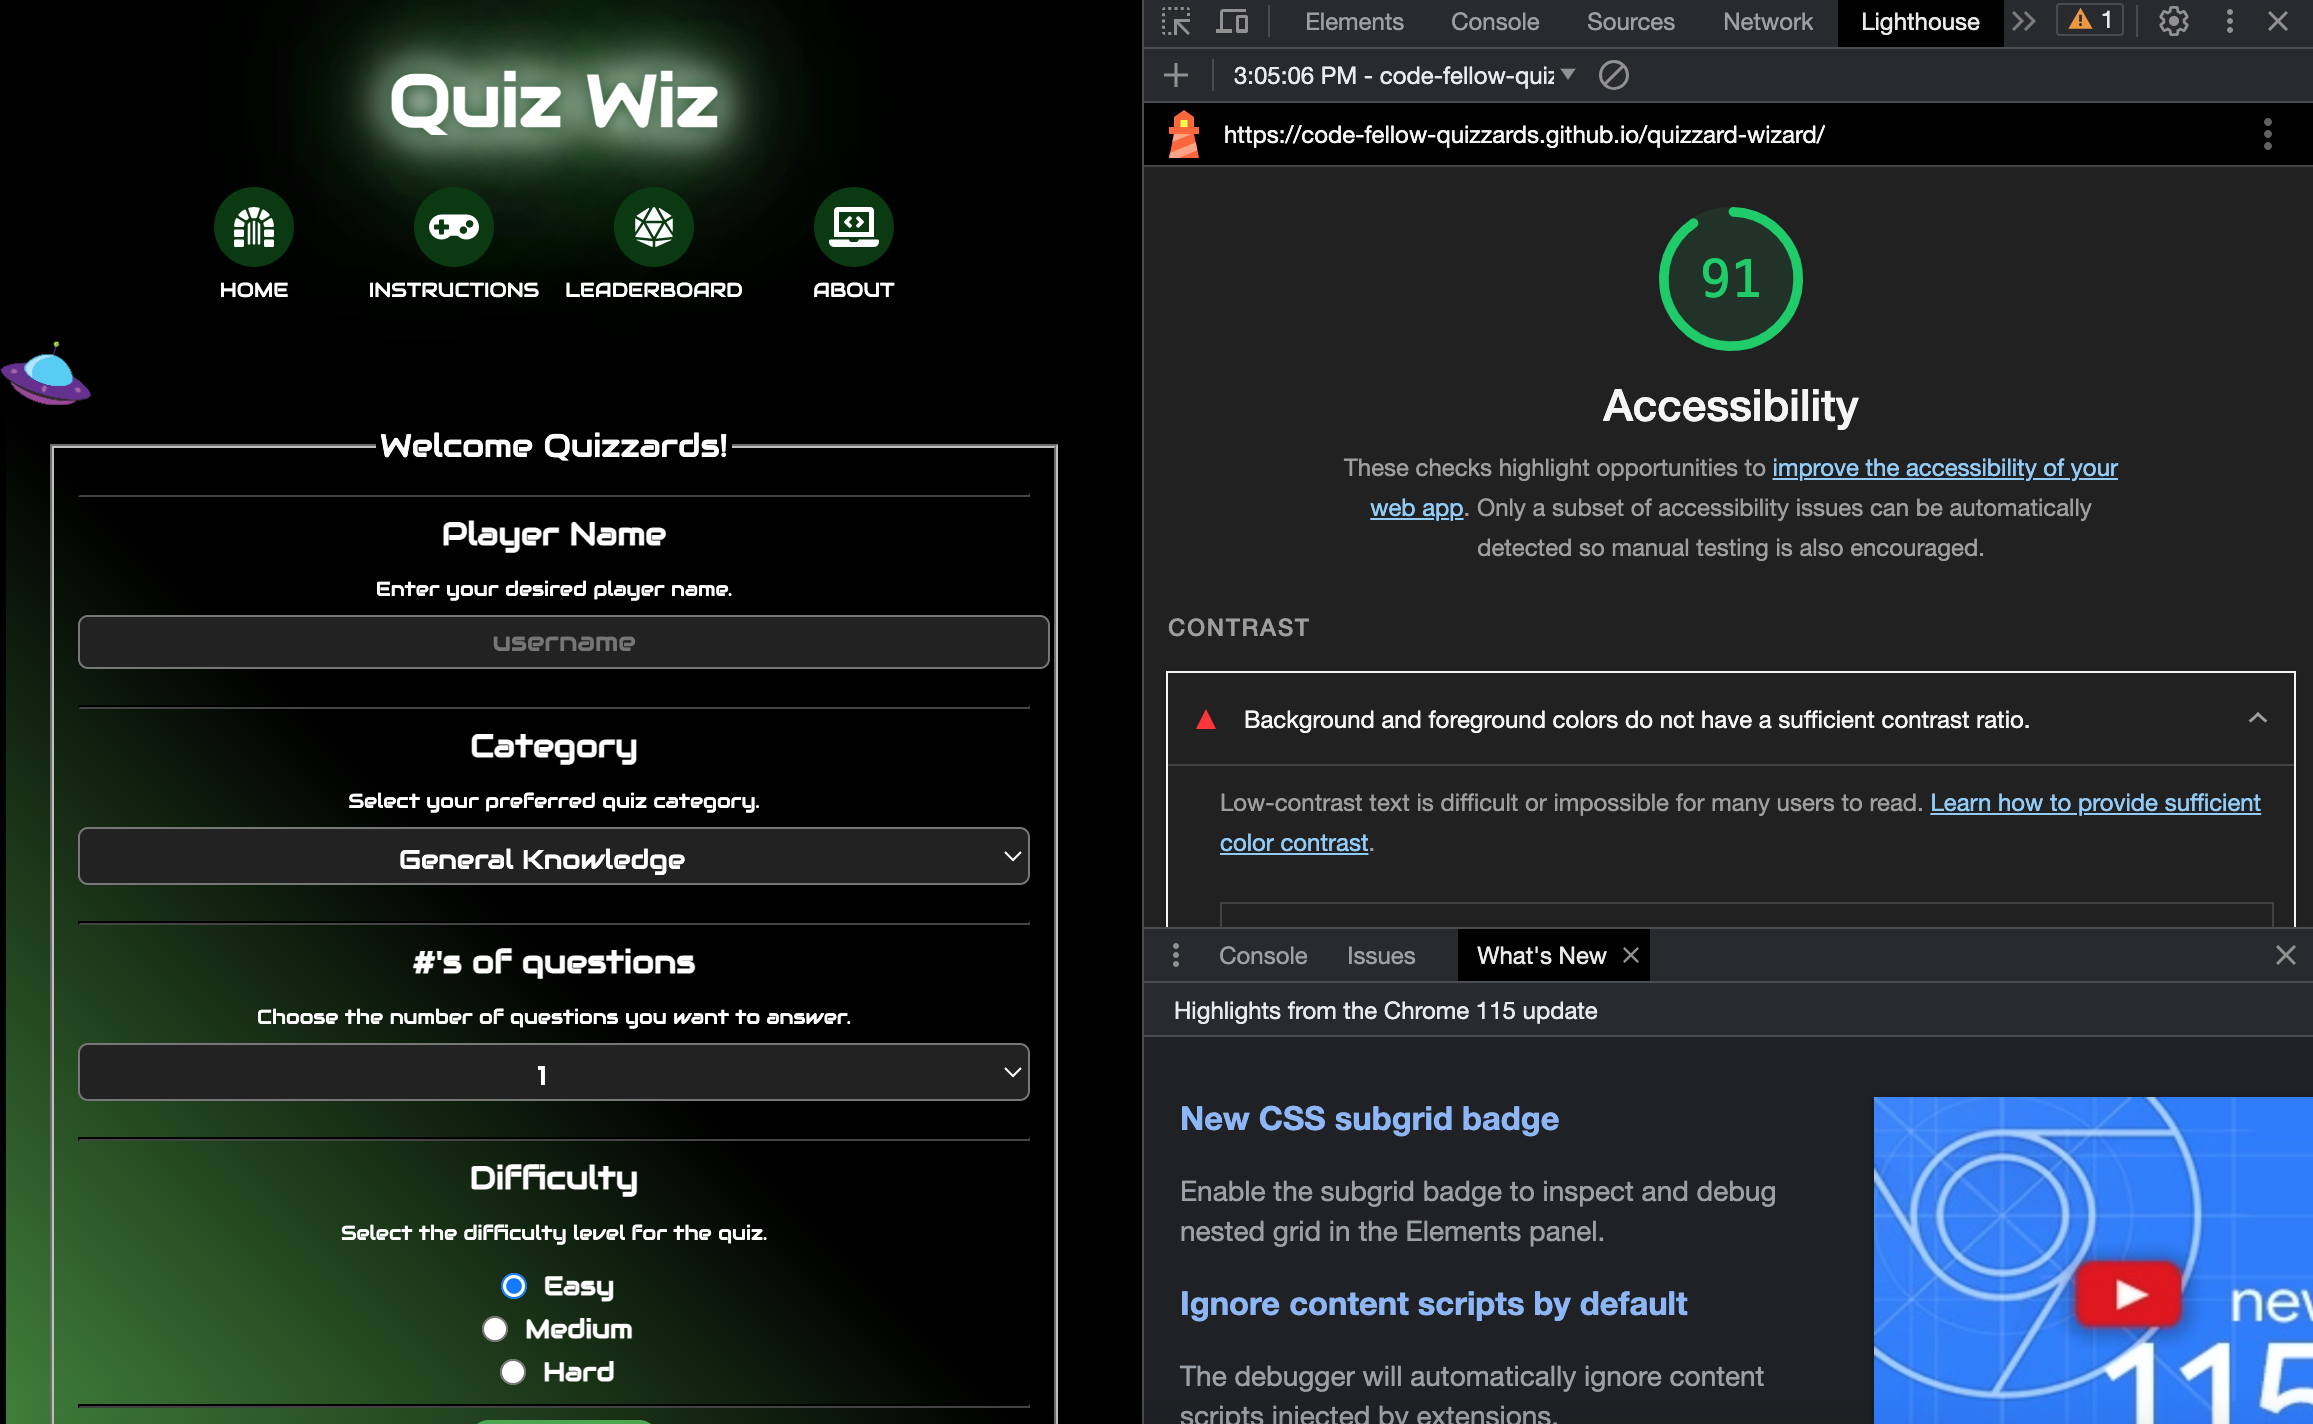 Quiz Wiz
HOME
INSTRUCTIONS
LEADERBOARD
ABOUT
Welcome Quizzards!
Player Name
Enter your desired player name.
username
Category
Select your preferred quiz category.
General Knowledge
#'s of questions
Choose the number of questions you want to answer.
1
Difficulty
Select the difficulty level for the quiz.
Easy
Medium
Hard
Elements
Console
Sources
Network
Lighthouse
1
3:05:06 PM - code-fellow-quiz
https://code-fellow-quizzards.github.io/quizzard-wizard/
91
Accessibility
These checks highlight opportunities to improve the accessibility of your
web app. Only a subset of accessibility issues can be automatically
detected so manual testing is also encouraged.
CONTRAST
Background and foreground colors do not have a sufficient contrast ratio.
Low-contrast text is difficult or impossible for many users to read. Learn how to provide sufficient
color contrast.
Console
Issues
What's New
Highlights from the Chrome 115 update
New CSS subgrid badge
Enable the subgrid badge to inspect and debug
nested grid in the Elements panel.
Ignore content scripts by default
The debugger will automatically ignore content
scripts injected by extensions.
new
115